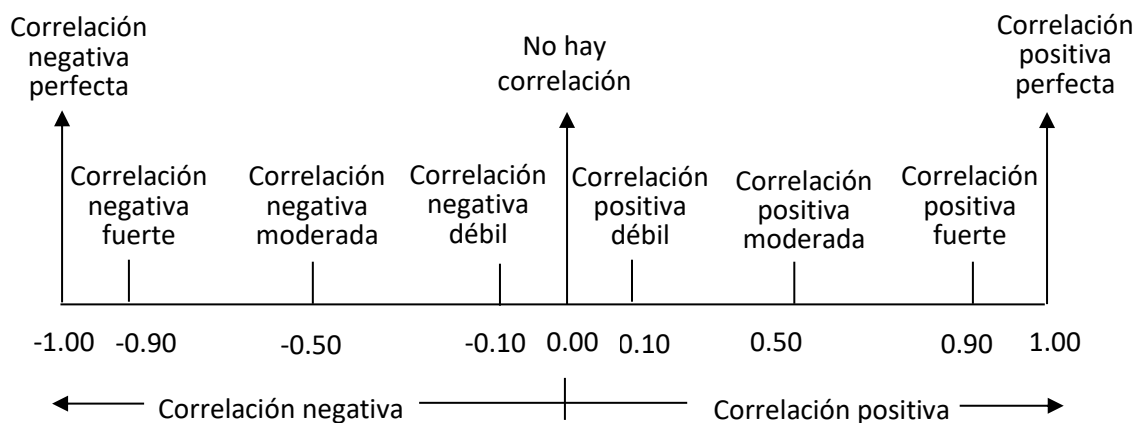 Correlación
negativa
perfecta
No hay
correlación
Correlación
positiva
perfecta
Correlación
negativa
fuerte
Correlación
negativa
moderada
Correlación
negativa
débil
Correlación
positiva
débil
Correlación
positiva
moderada
Correlación
positiva
fuerte
-1.00 -0.90 -0.50 -0.10 0.00 0.10 0.50 0.90 1.00
Correlación negativa Correlación positiva